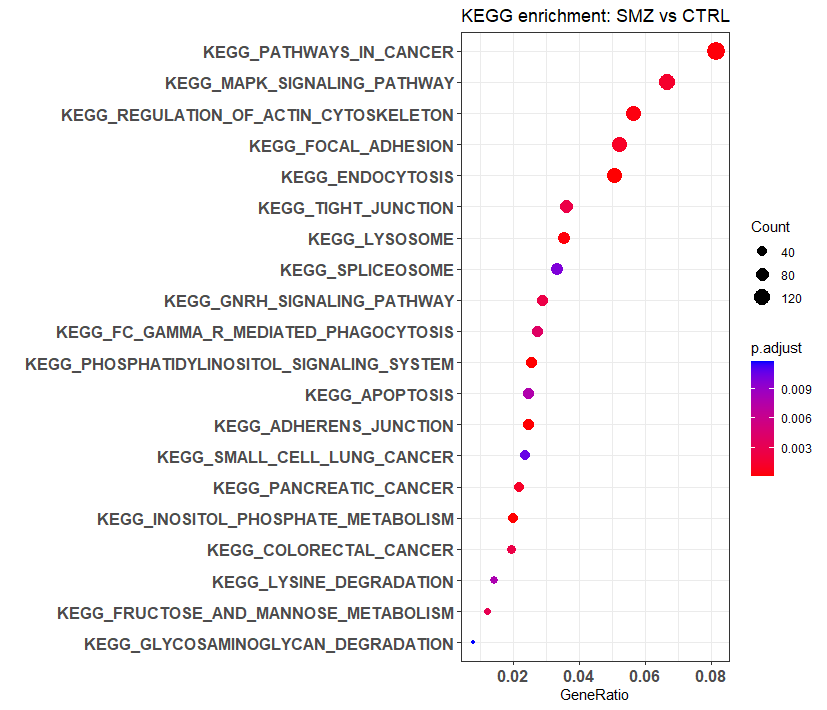 KEGG enrichment: SMZ vs CTRL
KEGG_PATHWAYS_IN_CANCER
KEGG_MAPK_SIGNALING_PATHWAY
KEGG_REGULATION_OF_ACTIN_CYTOSKELETON
KEGG_FOCAL_ADHESION
KEGG_ENDOCYTOSIS
KEGG_TIGHT_JUNCTION
KEGG_LYSOSOME
KEGG_SPLICEOSOME
KEGG_GNRH_SIGNALING_PATHWAY
KEGG_FC_GAMMA_R_MEDIATED_PHAGOCYTOSIS
KEGG_PHOSPHATIDYLINOSITOL_SIGNALING_SYSTEM
KEGG_APOPTOSIS
KEGG_ADHERENS_JUNCTION
KEGG_SMALL_CELL_LUNG_CANCER
KEGG_PANCREATIC_CANCER
KEGG_INOSITOL_PHOSPHATE_METABOLISM
KEGG_COLORECTAL_CANCER
KEGG_LYSINE_DEGRADATION
KEGG_FRUCTOSE_AND_MANNOSE_METABOLISM
KEGG_GLYCOSAMINOGLYCAN_DEGRADATION
0.02 0.04 0.06 0.08
GeneRatio
Count
40
80
120
p.adjust
0.009
0.006
0.003